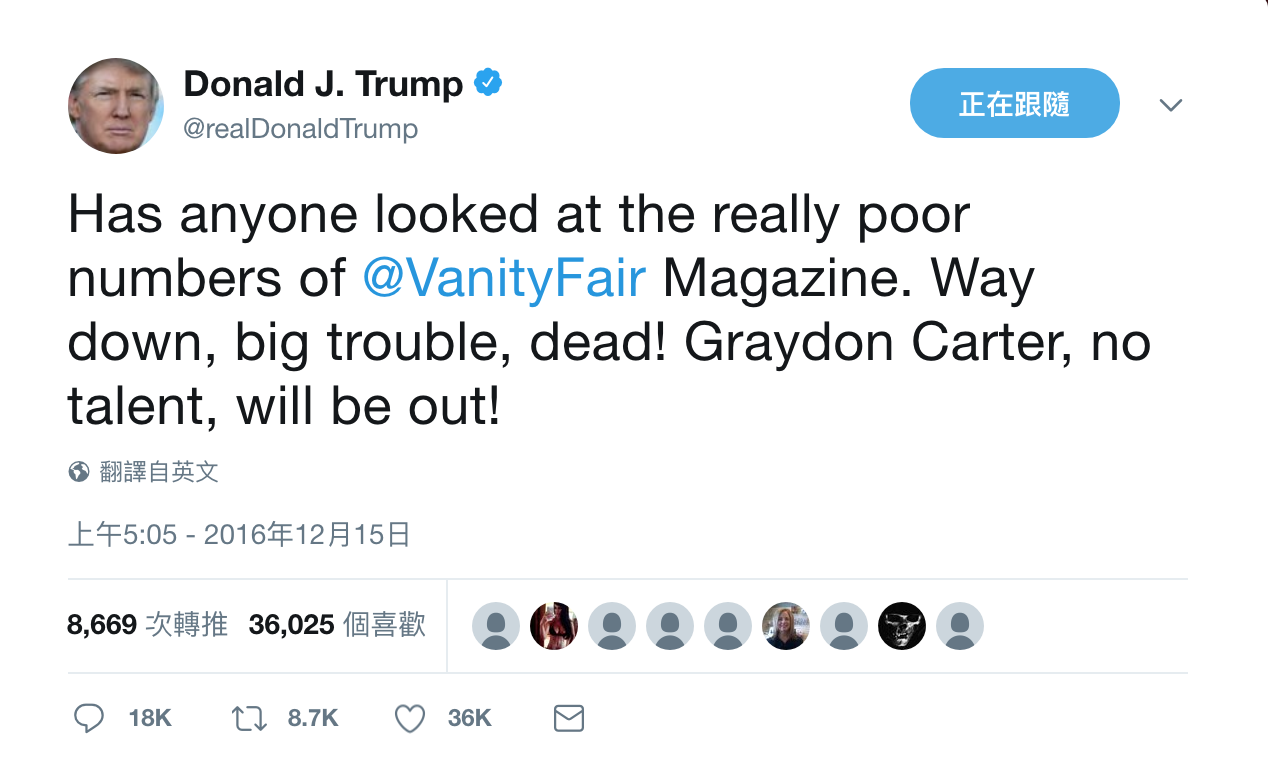 Donald J. Trump
@realDonaldTrump
正在跟隨
Has anyone looked at the really poor
numbers of @VanityFair Magazine. Way
down, big trouble, dead! Graydon Carter, no
talent, will be out!
翻譯自英文
上午5:05 - 2016年12月15日
8,669 次轉推 36,025 個喜歡
18K 8.7K 36K